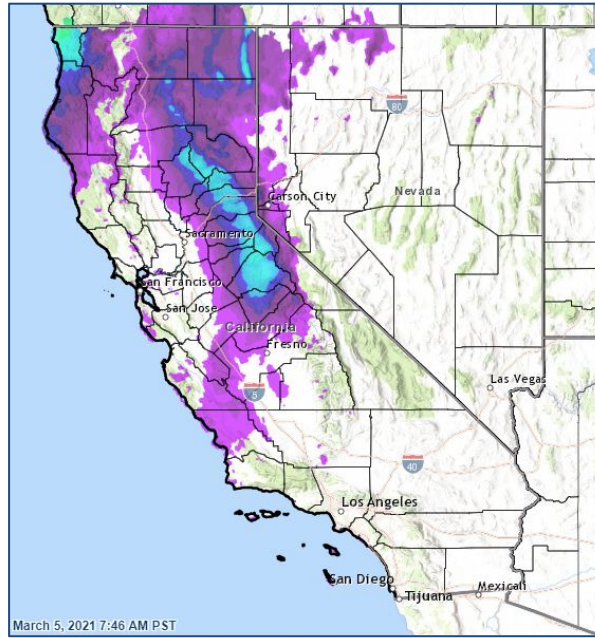 80
Carson City
Nevada
Sacramento
San Francisco
San Jose
California
Fresno
5
Las Vegas
40
Los Angeles
San Diego
Tijuana
Mexicali
March 5, 2021 7:46 AM PST